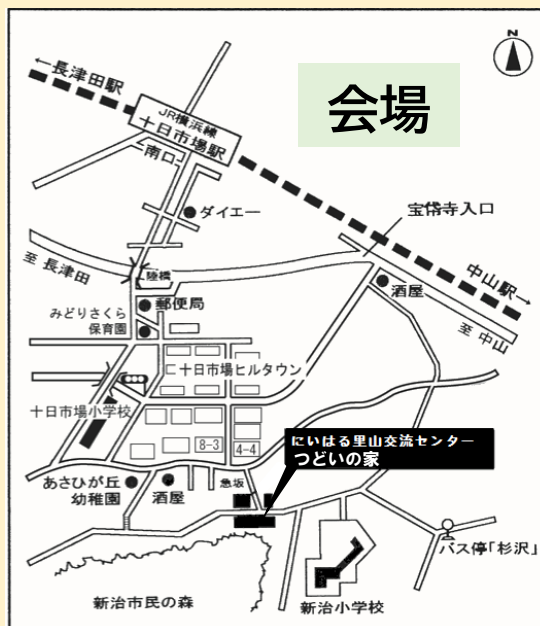 N
会場
←長津田駅
JR横浜線
十日市場駅
南口
ダイエー
宝袋寺入口
至 長津田
陸橋
中山駅→
酒屋
至 中山
郵便局
みどりさくら
保育園
十日市場ヒルタウン
十日市場小学校
8-3
4-4
にいはる里山交流センター
つどいの家
あさひが丘
幼稚園
酒屋
急坂
バス停「杉沢」
新治市民の森
新治小学校